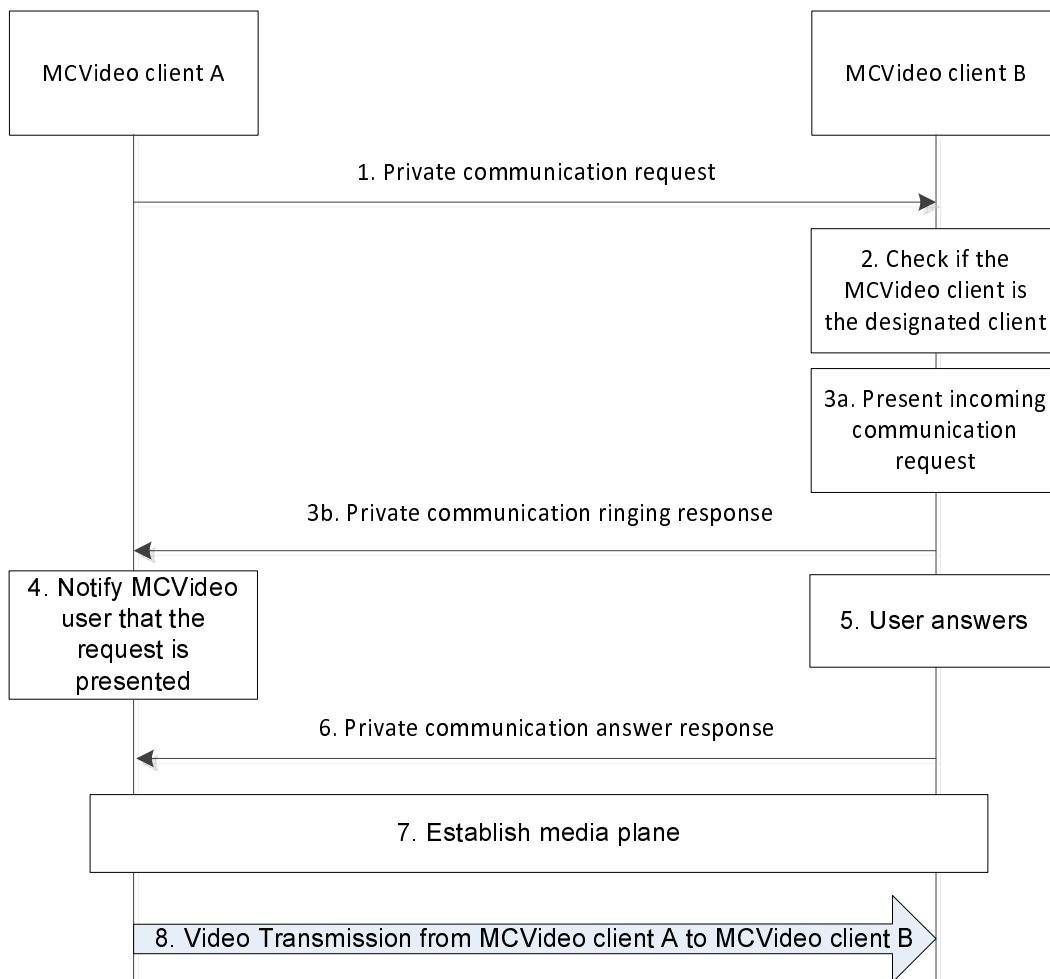 MCVideo client A
MCVideo client B
1. Private communication request
2. Check if the
MCVideo client is
the designated client
3a. Present incoming
communication
request
3b. Private communication ringing response
4. Notify MCVideo
user that the
request is
presented
5. User answers
6. Private communication answer response
7. Establish media plane
8. Video Transmission from MCVideo client A to MCVideo client B